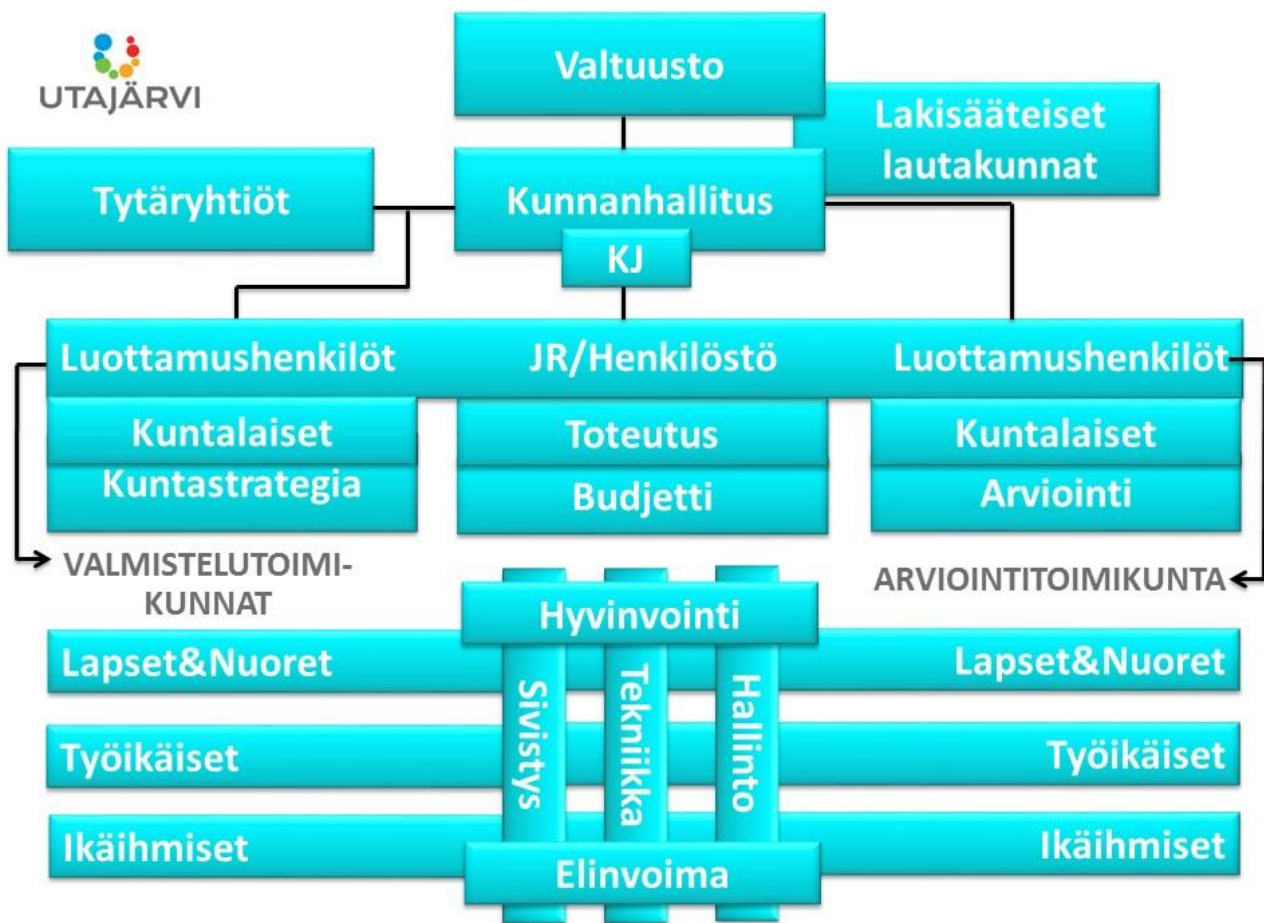 UTAJÄRVI
Valtuusto
Lakisääteiset
lautakunnat
Tytäryhtiöt
Kunnanhallitus
KJ
Luottamushenkilöt
JR/Henkilöstö
Luottamushenkilöt
Kuntalaiset
Toteutus
Kuntalaiset
Kuntastrategia
Budjetti
Arviointi
VALMISTELUTOIMI-
KUNNAT
ARVIOINTITOIMIKUNTA
Hyvinvointi
Lapset&Nuoret
Lapset&Nuoret
Sivistys
Tekniikka
Hallinto
Työikäiset
Työikäiset
Ikäihmiset
Ikäihmiset
Elinvoima